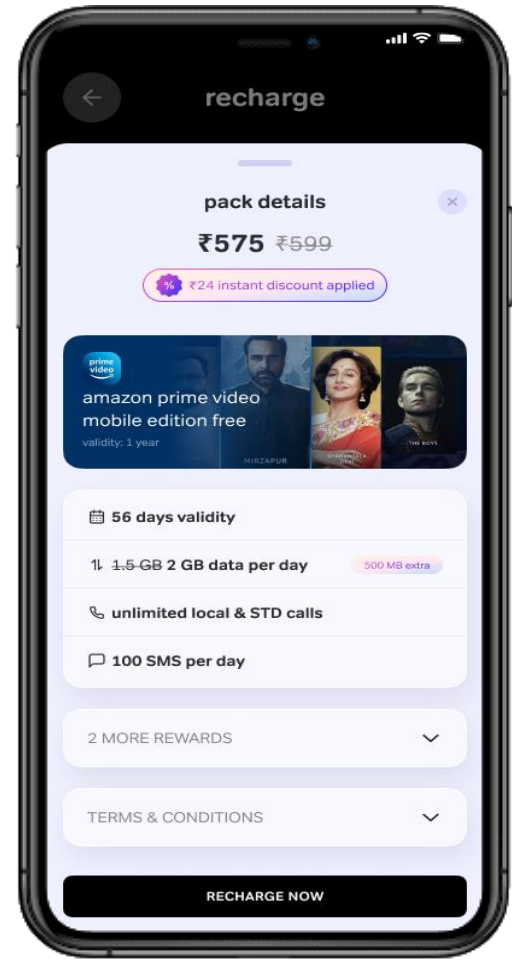 recharge
pack details
₹575 ₹599
₹24 instant discount applied
prime
video
amazon prime video
mobile edition free
validity: 1 year
MIRZAPUR
THE BOYS
56 days validity
1.5 GB 2 GB data per day
500 MB extra
unlimited local & STD calls
100 SMS per day
2 MORE REWARDS
TERMS & CONDITIONS
RECHARGE NOW